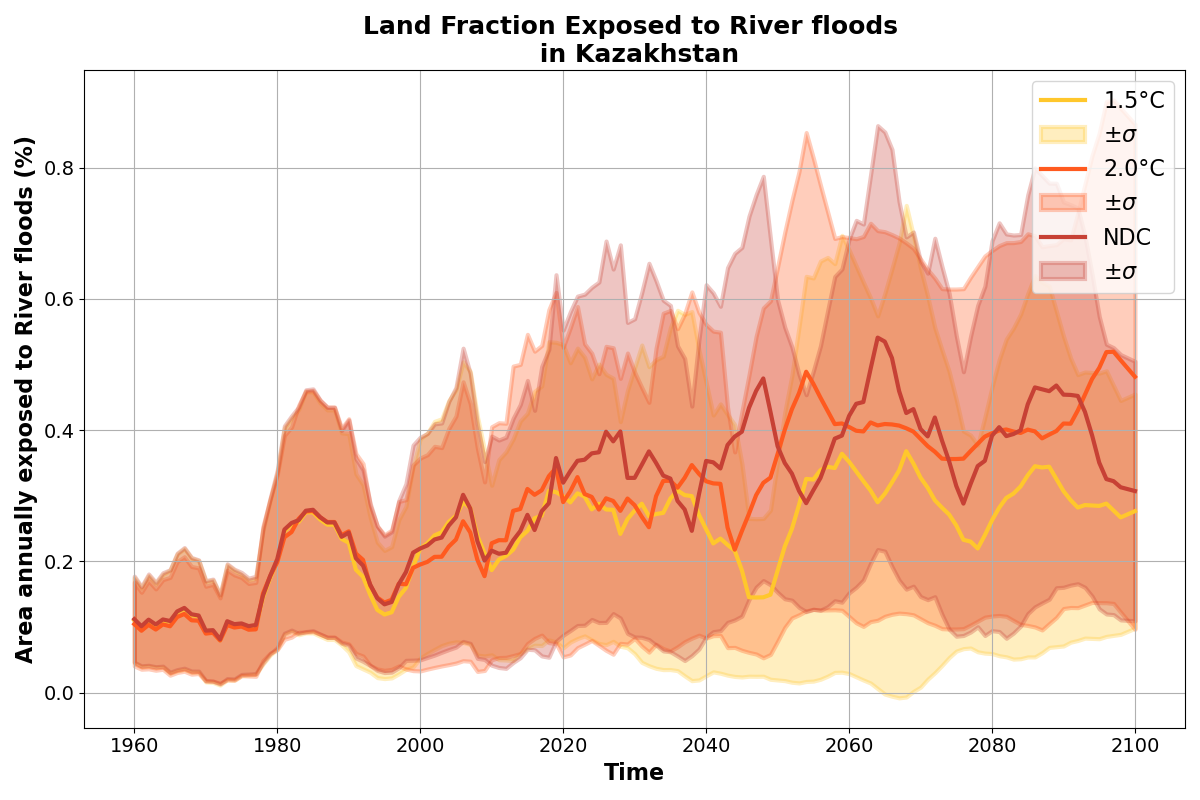 Land Fraction Exposed to River floods
in Kazakhstan
Area annually exposed to River floods (%)
0.8
0.6
0.4
0.2
0.0
1960 1980 2000 2020 2040 2060 2080 2100
Time
1.5°C
±σ
2.0°C
±σ
NDC
±σ